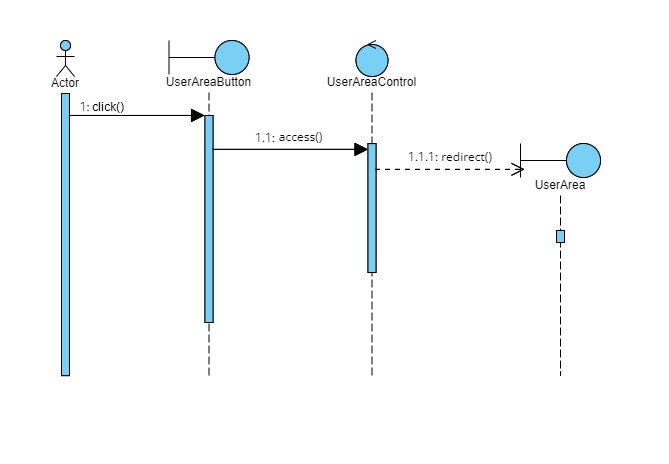 Actor
UserAreaButton
UserAreaControl
1: click()
1.1: access()
1.1.1: redirect()
UserArea